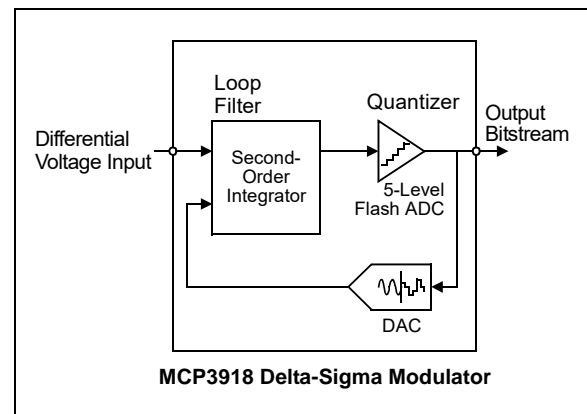 Loop
Filter
Quantizer
Output
Bitstream
Differential
Voltage Input
Second-
Order
Integrator
5-Level
Flash ADC
DAC
MCP3918 Delta-Sigma Modulator